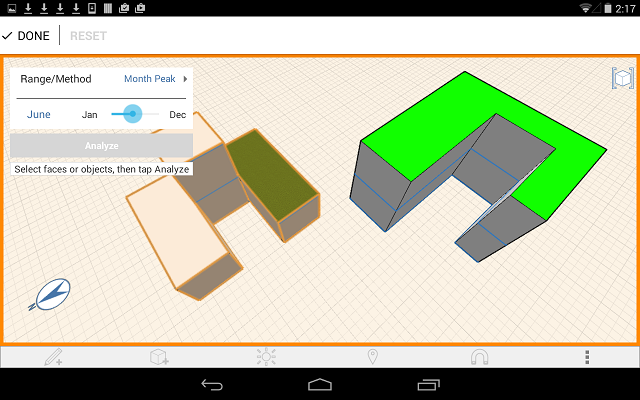 2:17
DONE RESET
Range/Method Month Peak
June Jan Dec
Analyze
Select faces or objects, then tap Analyze
N